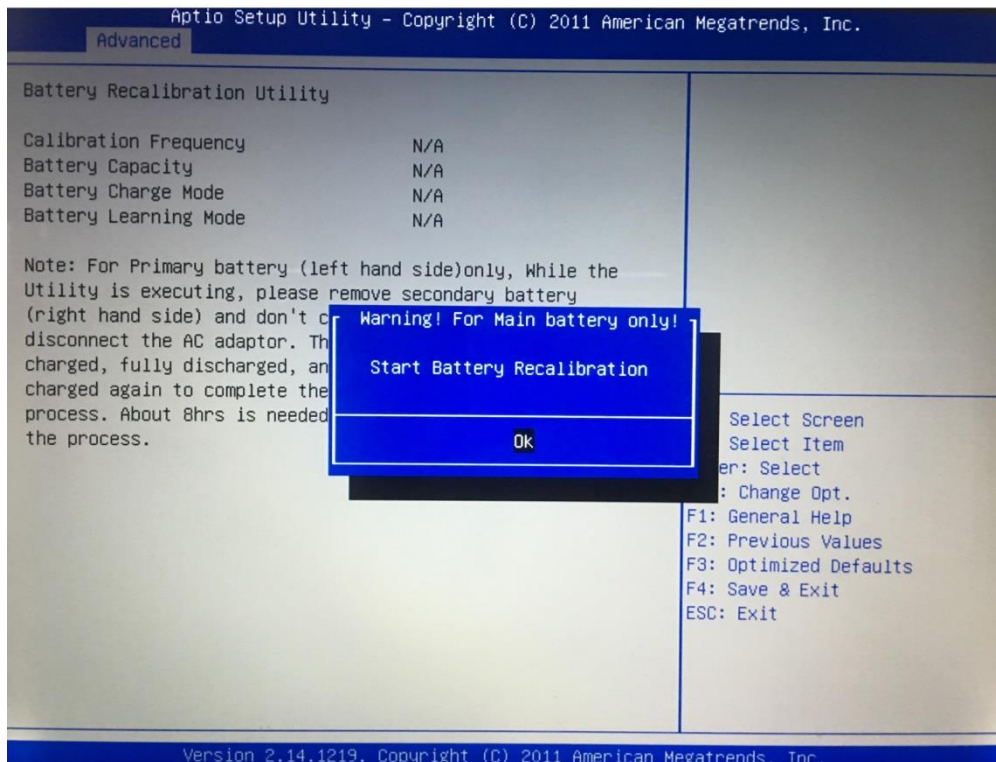 Aptio Setup Utility – Copyright (C) 2011 American Megatrends, Inc.
Advanced
Battery Recalibration Utility
Calibration Frequency N/A
Battery Capacity N/A
Battery Charge Mode N/A
Battery Learning Mode N/A
Note: For Primary battery (left hand side)only, While the
Utility is executing, please remove secondary battery
(right hand side) and don't
disconnect the AC adaptor.
charged, fully discharged,
charged again to complete the
process. About 8hrs is needed
the process.
Warning! For Main battery only!
Start Battery Recalibration
Ok
Select Screen
Select Item
: Select
: Change Opt.
F1: General Help
F2: Previous Values
F3: Optimized Defaults
F4: Save & Exit
ESC: Exit
Version 2.14.1219. Copyright (C) 2011 American Megatrends, Inc.